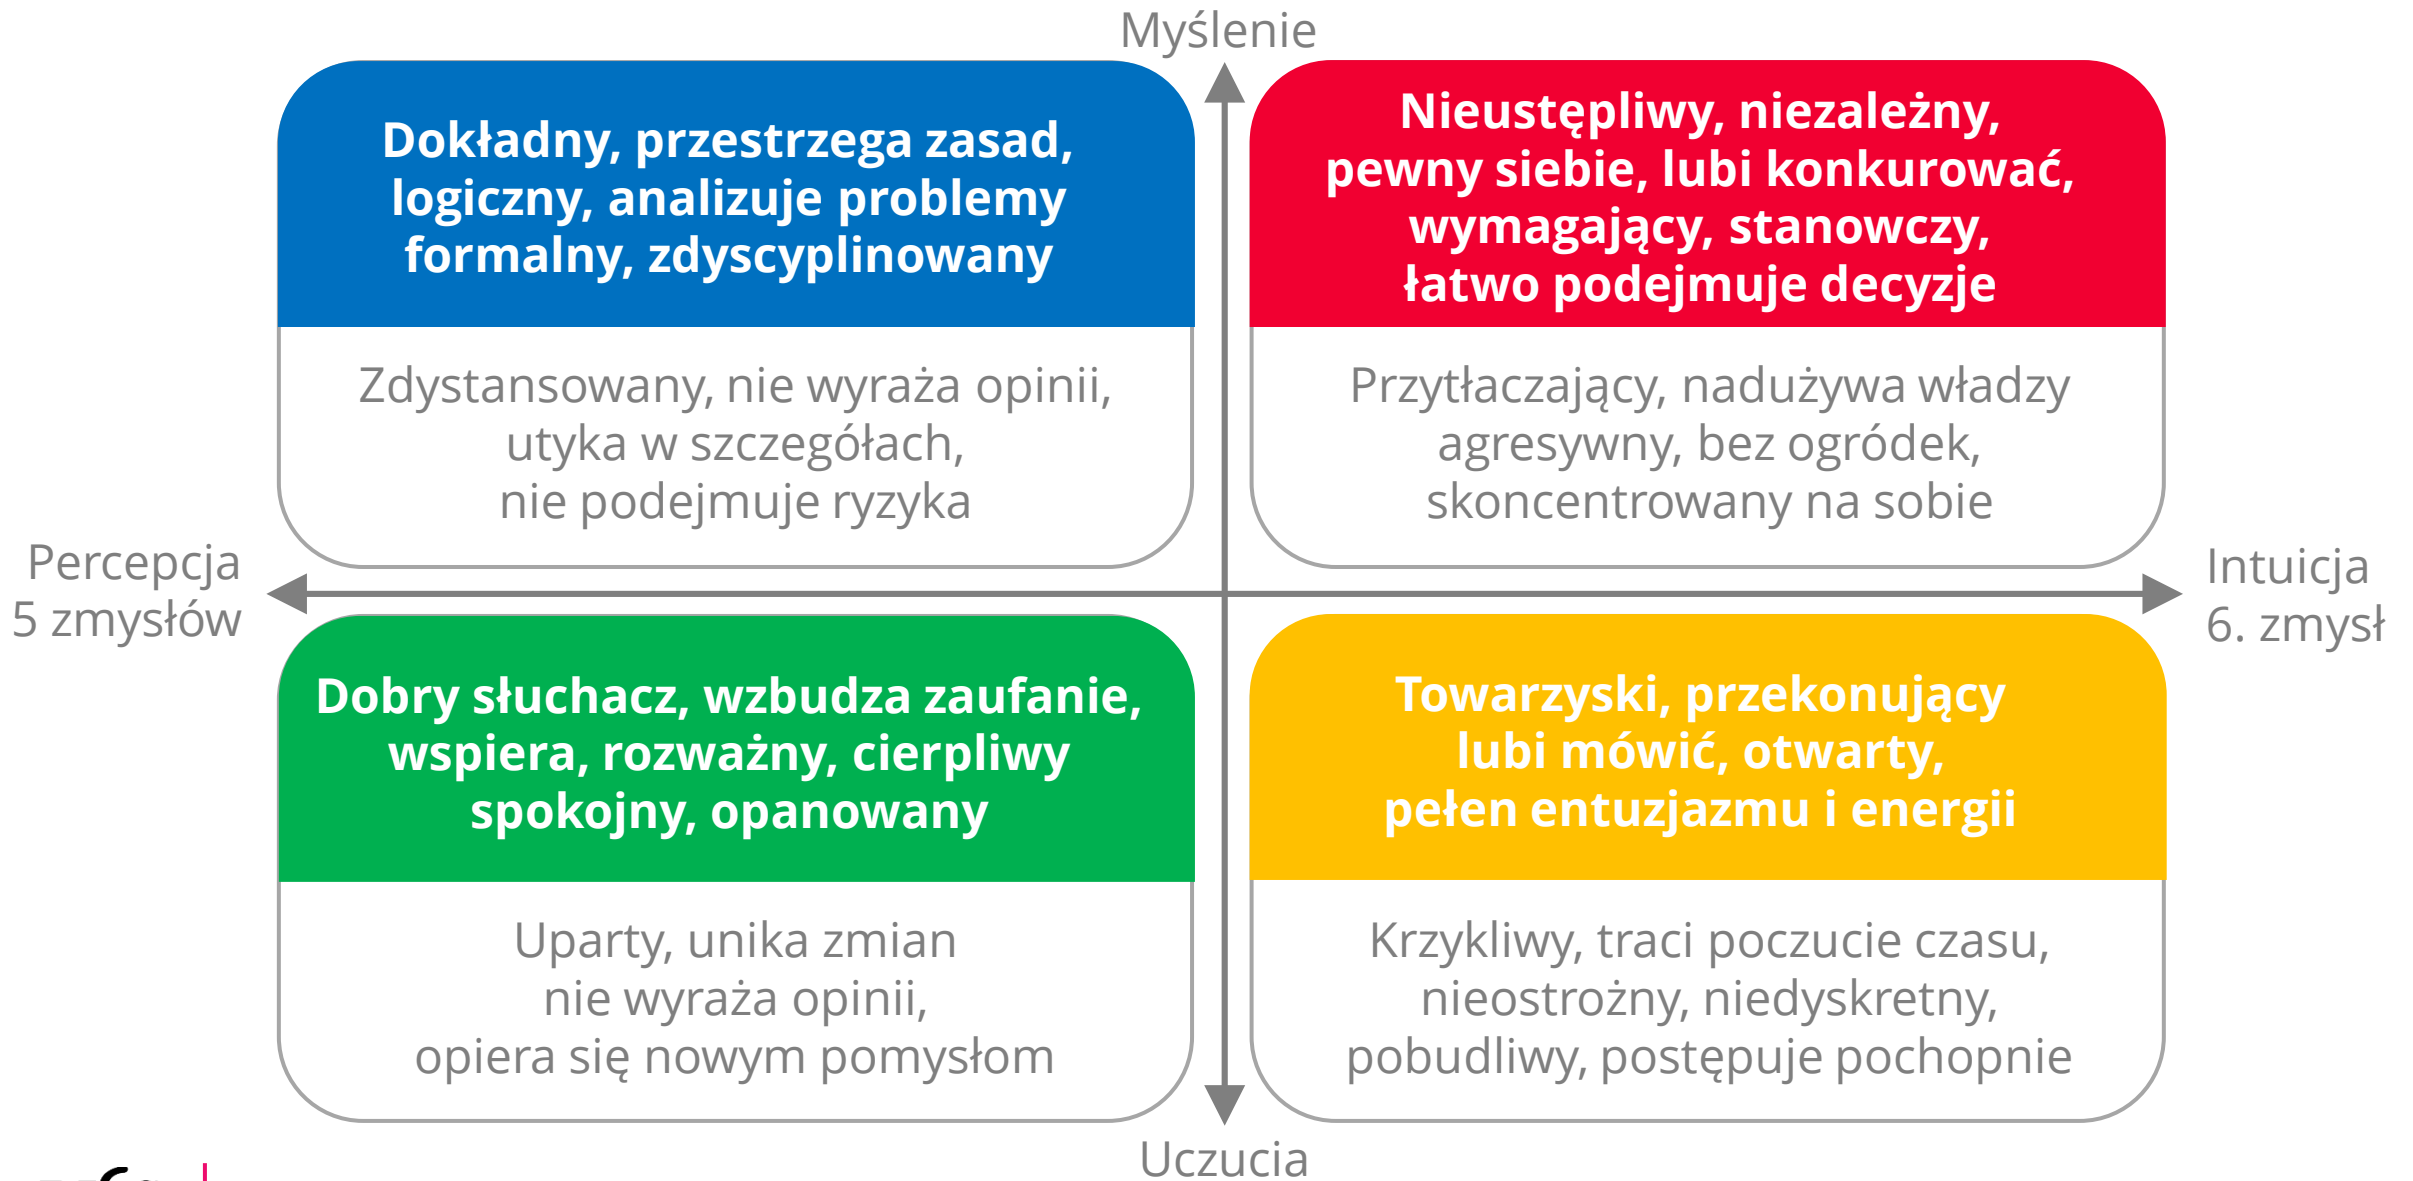 Myślenie
Dokładny, przestrzega zasad,
logiczny, analizuje problemy
formalny, zdyscyplinowany
Zdystansowany, nie wyraża opinii,
utyka w szczegółach,
nie podejmuje ryzyka
Nieustępliwy, niezależny,
pewny siebie, lubi konkurować,
wymagający, stanowczy,
łatwo podejmuje decyzje
Przytłaczający, nadużywa władzy
agresywny, bez ogródek,
skoncentrowany na sobie
Percepcja
5 zmysłów
Intuicja
6. zmysł
Dobry słuchacz, wzbudza zaufanie,
wspiera, rozważny, cierpliwy
spokojny, opanowany
Uparty, unika zmian
nie wyraża opinii,
opiera się nowym pomysłom
Towarzyski, przekonujący
lubi mówić, otwarty,
pełen entuzjazmu i energii
Krzykliwy, traci poczucie czasu,
nieostrożny, niedyskretny,
pobudliwy, postępuje pochopnie
Uczucia